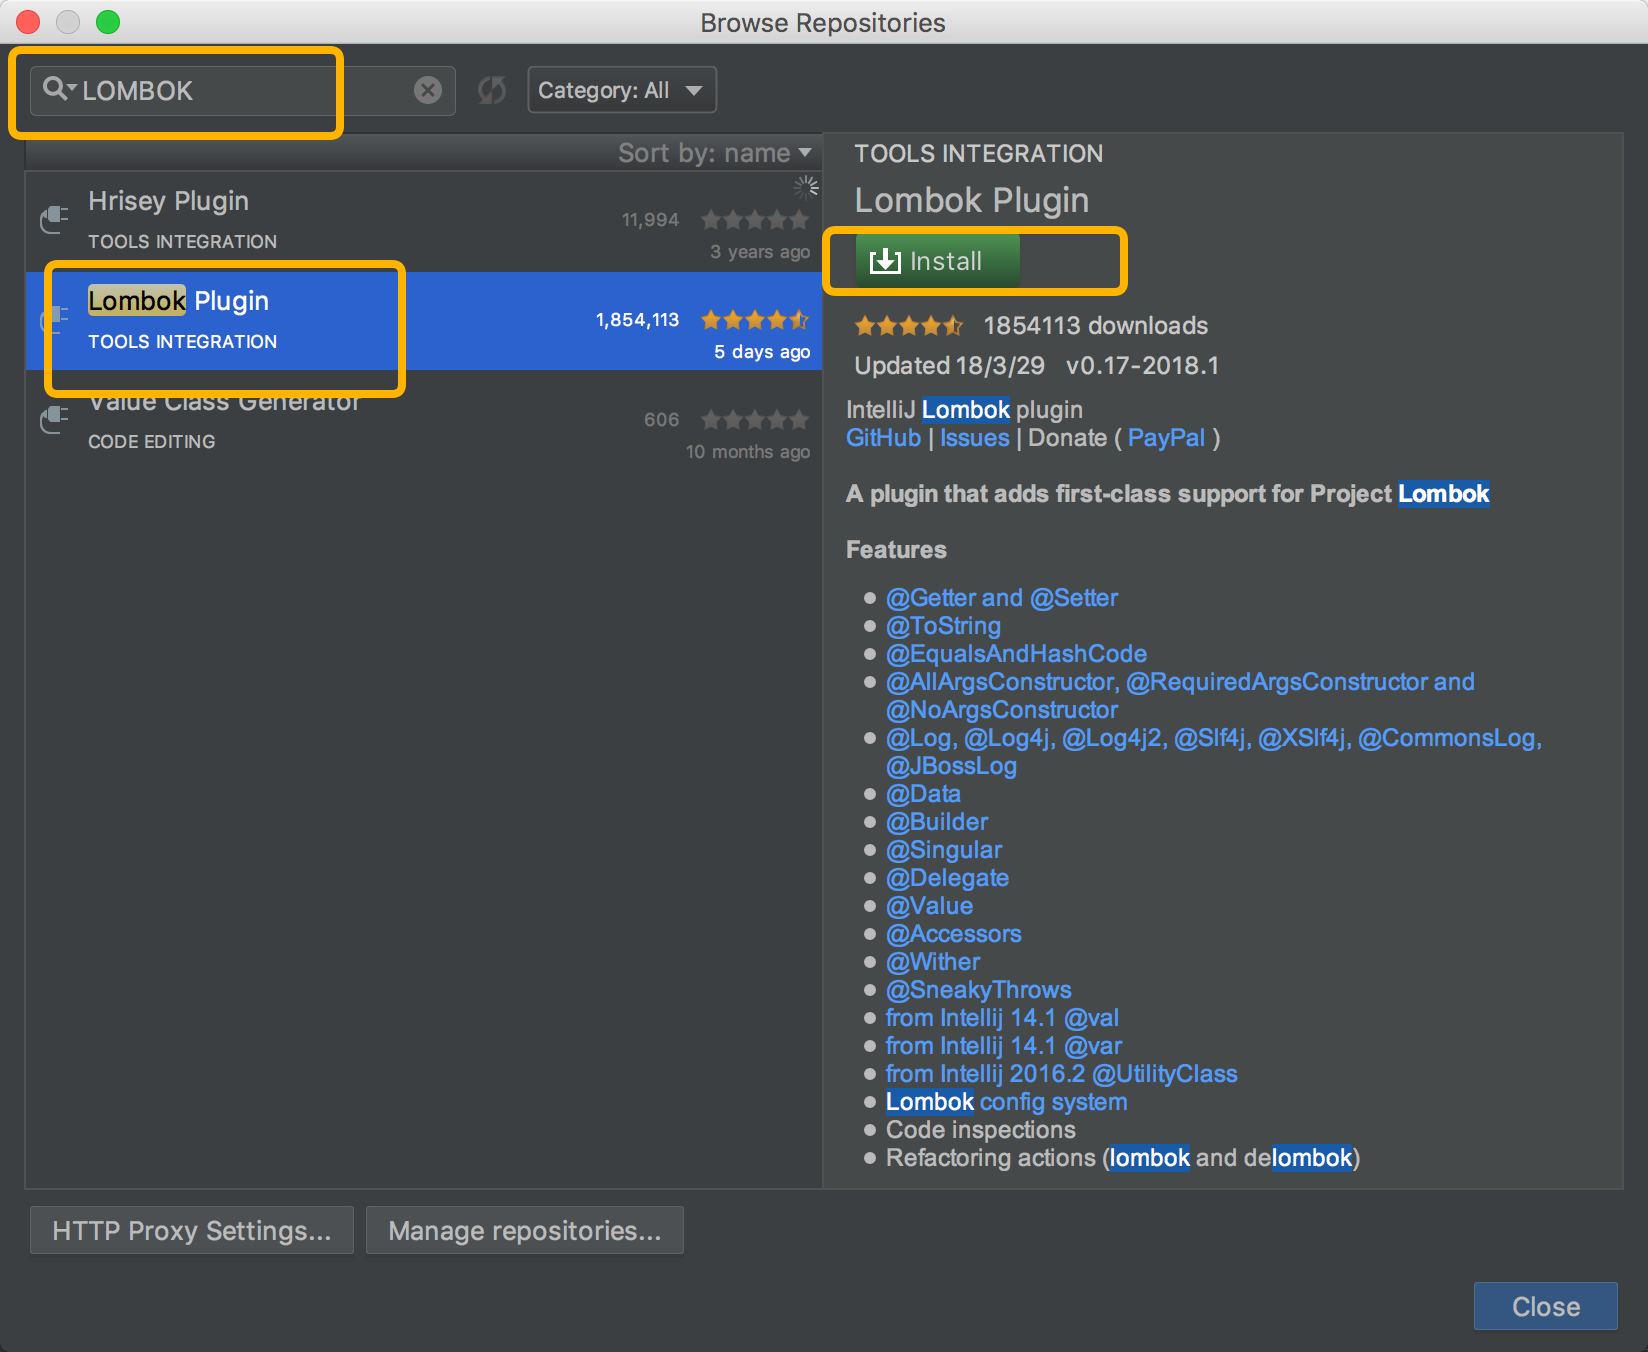 Browse Repositories
LOMBOK
Category: All
Sort by: name
Hrisey Plugin
11,994
TOOLS INTEGRATION
3 years ago
Lombok Plugin
1,854,113
TOOLS INTEGRATION
5 days ago
Value Class Generator
606
CODE EDITING
10 months ago
TOOLS INTEGRATION
Lombok Plugin
Install
1854113 downloads
Updated 18/3/29 v0.17-2018.1
IntelliJ Lombok plugin
GitHub | Issues | Donate ( PayPal )
A plugin that adds first-class support for Project Lombok
Features
@Getter and @Setter
@ToString
@EqualsAndHashCode
@AllArgsConstructor, @RequiredArgsConstructor and
@NoArgsConstructor
@Log, @Log4j, @Log4j2, @Slf4j, @XSlf4j, @CommonsLog,
@JBossLog
@Data
@Builder
@Singular
@Delegate
@Value
@Accessors
@Wither
@SneakyThrows
from Intellij 14.1 @val
from Intellij 14.1 @var
from Intellij 2016.2 @UtilityClass
Lombok config system
Code inspections
Refactoring actions (lombok and delombok)
HTTP Proxy Settings...
Manage repositories...
Close